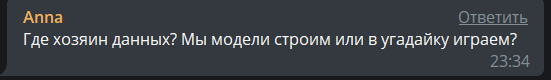 Anna Ответить
Где хозяин данных? Мы модели строим или в угадайку играем?
23:34